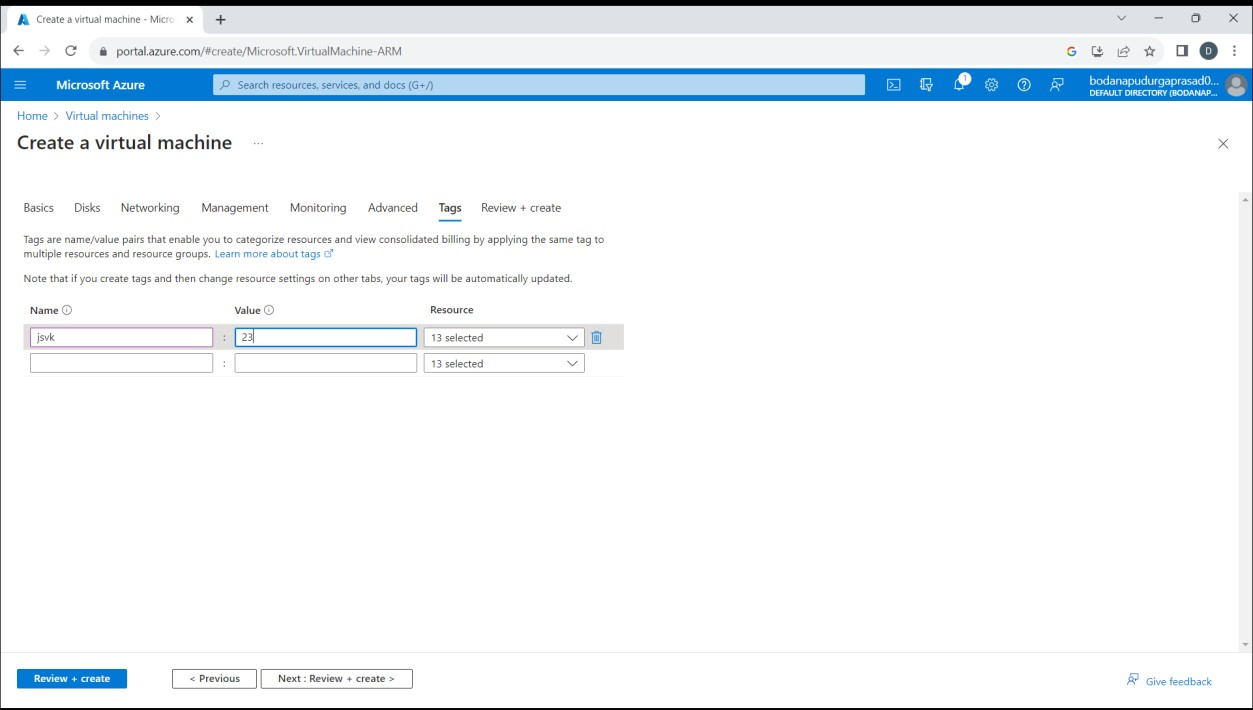 Create a virtual machine - Micro
portal.azure.com/#create/Microsoft.VirtualMachine-ARM
D
Microsoft Azure
Search resources, services, and docs (G+/)
1
bodanapudurgaprasad0...
DEFAULT DIRECTORY (BODANAP...
Home > Virtual machines >
Create a virtual machine ...
Basics Disks Networking Management Monitoring Advanced Tags Review + create
Tags are name/value pairs that enable you to categorize resources and view consolidated billing by applying the same tag to
multiple resources and resource groups. Learn more about tags
Note that if you create tags and then change resource settings on other tabs, your tags will be automatically updated.
Name Value Resource
jsvk : 23 13 selected
: 13 selected
Review + create < Previous Next : Review + create > Give feedback